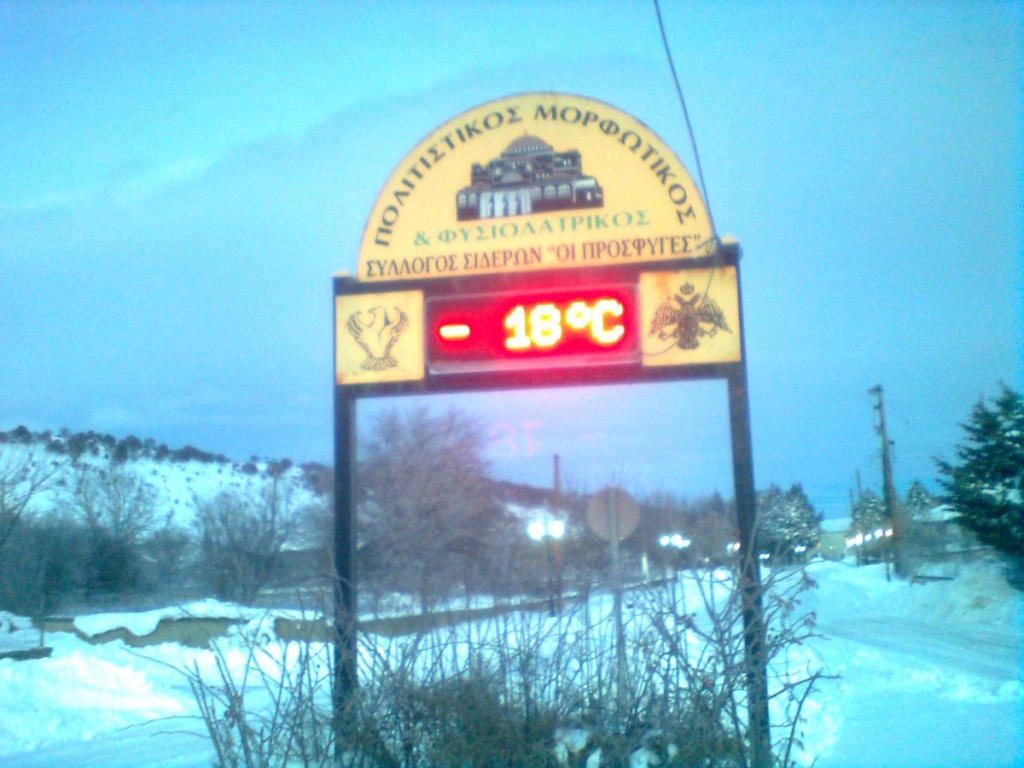 ΠΟΛΙΤΙΣΤΙΚΟΣ ΜΟΡΦΩΤΙΚΟΣ
& ΦΥΣΙΟΛΑΤΡΙΚΟΣ
ΣΥΛΛΟΓΟΣ ΣΙΔΕΡΩΝ "ΟΙ ΠΡΟΣΦΥΓΕΣ"
- 18°C